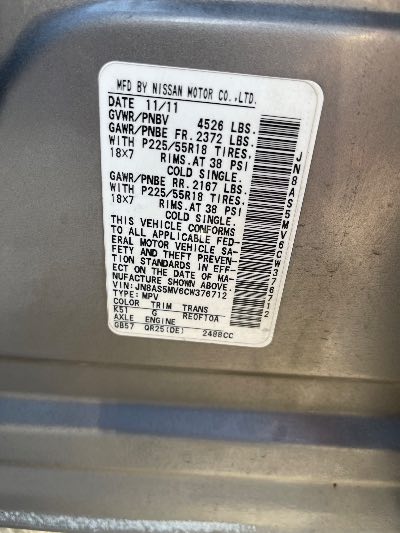 MFD BY NISSAN MOTOR CO.,LTD.
DATE 11/11
GVWR/PNBV 4526 LBS.
GAWR/PNBE FR. 2372 LBS.
WITH P225/55R18 TIRES.
18X7 RIMS. AT 38 PSI
COLD SINGLE.
GAWR/PNBE RR. 2167 LBS.
WITH P225/55R18 TIRES.
18X7 RIMS. AT 38 PSI
COLD SINGLE.
THIS VEHICLE CONFORMS
TO ALL APPLICABLE FED-
ERAL MOTOR VEHICLE SA-
FETY AND THEFT PREVEN-
TION STANDARDS IN EFF-
ECT ON THE DATE OF MA-
NUFACTURE SHOWN ABOVE.
VIN: JN8AS5MV6CW376712
TYPE: MPV
COLOR TRIM TRANS
K51 G RE0F10A
AXLE ENGINE
GB57 QR25(DE) 2488CC
JN8AS5MV6CW376712